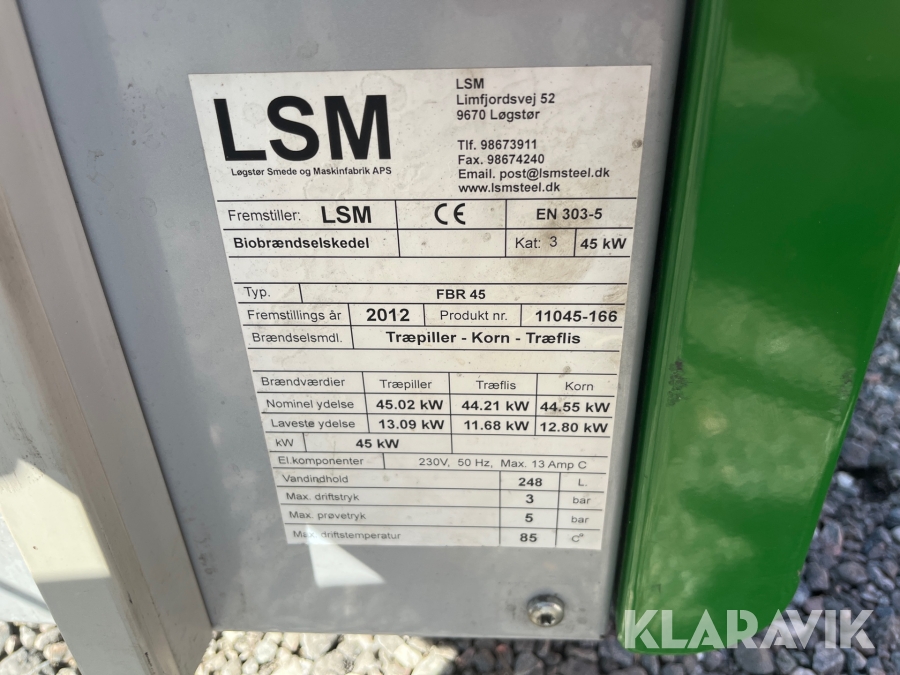 LSM
Løgstør Smede og Maskinfabrik APS
LSM
Limfjordsvej 52
9670 Løgstør
Tlf. 98673911
Fax. 98674240
Email. post@lsmsteel.dk
www.lsmsteel.dk
Fremstiller: LSM CE EN 303-5
Biobrændselskedel Kat: 3 45 kW
Typ. FBR 45
Fremstillings år 2012 Produkt nr. 11045-166
Brændselsmdl. Træpiller - Korn - Træflis
Brændværdier Træpiller Træflis Korn
Nominel ydelse 45.02 kW 44.21 kW 44.55 kW
Laveste ydelse 13.09 kW 11.68 kW 12.80 kW
kW 45 kW
El.komponenter 230V, 50 Hz, Max. 13 Amp C
Vandindhold 248 L.
Max. driftstryk 3 bar
Max. prøvetryk 5 bar
Max. driftstemperatur 85 C°
KLARAVIK